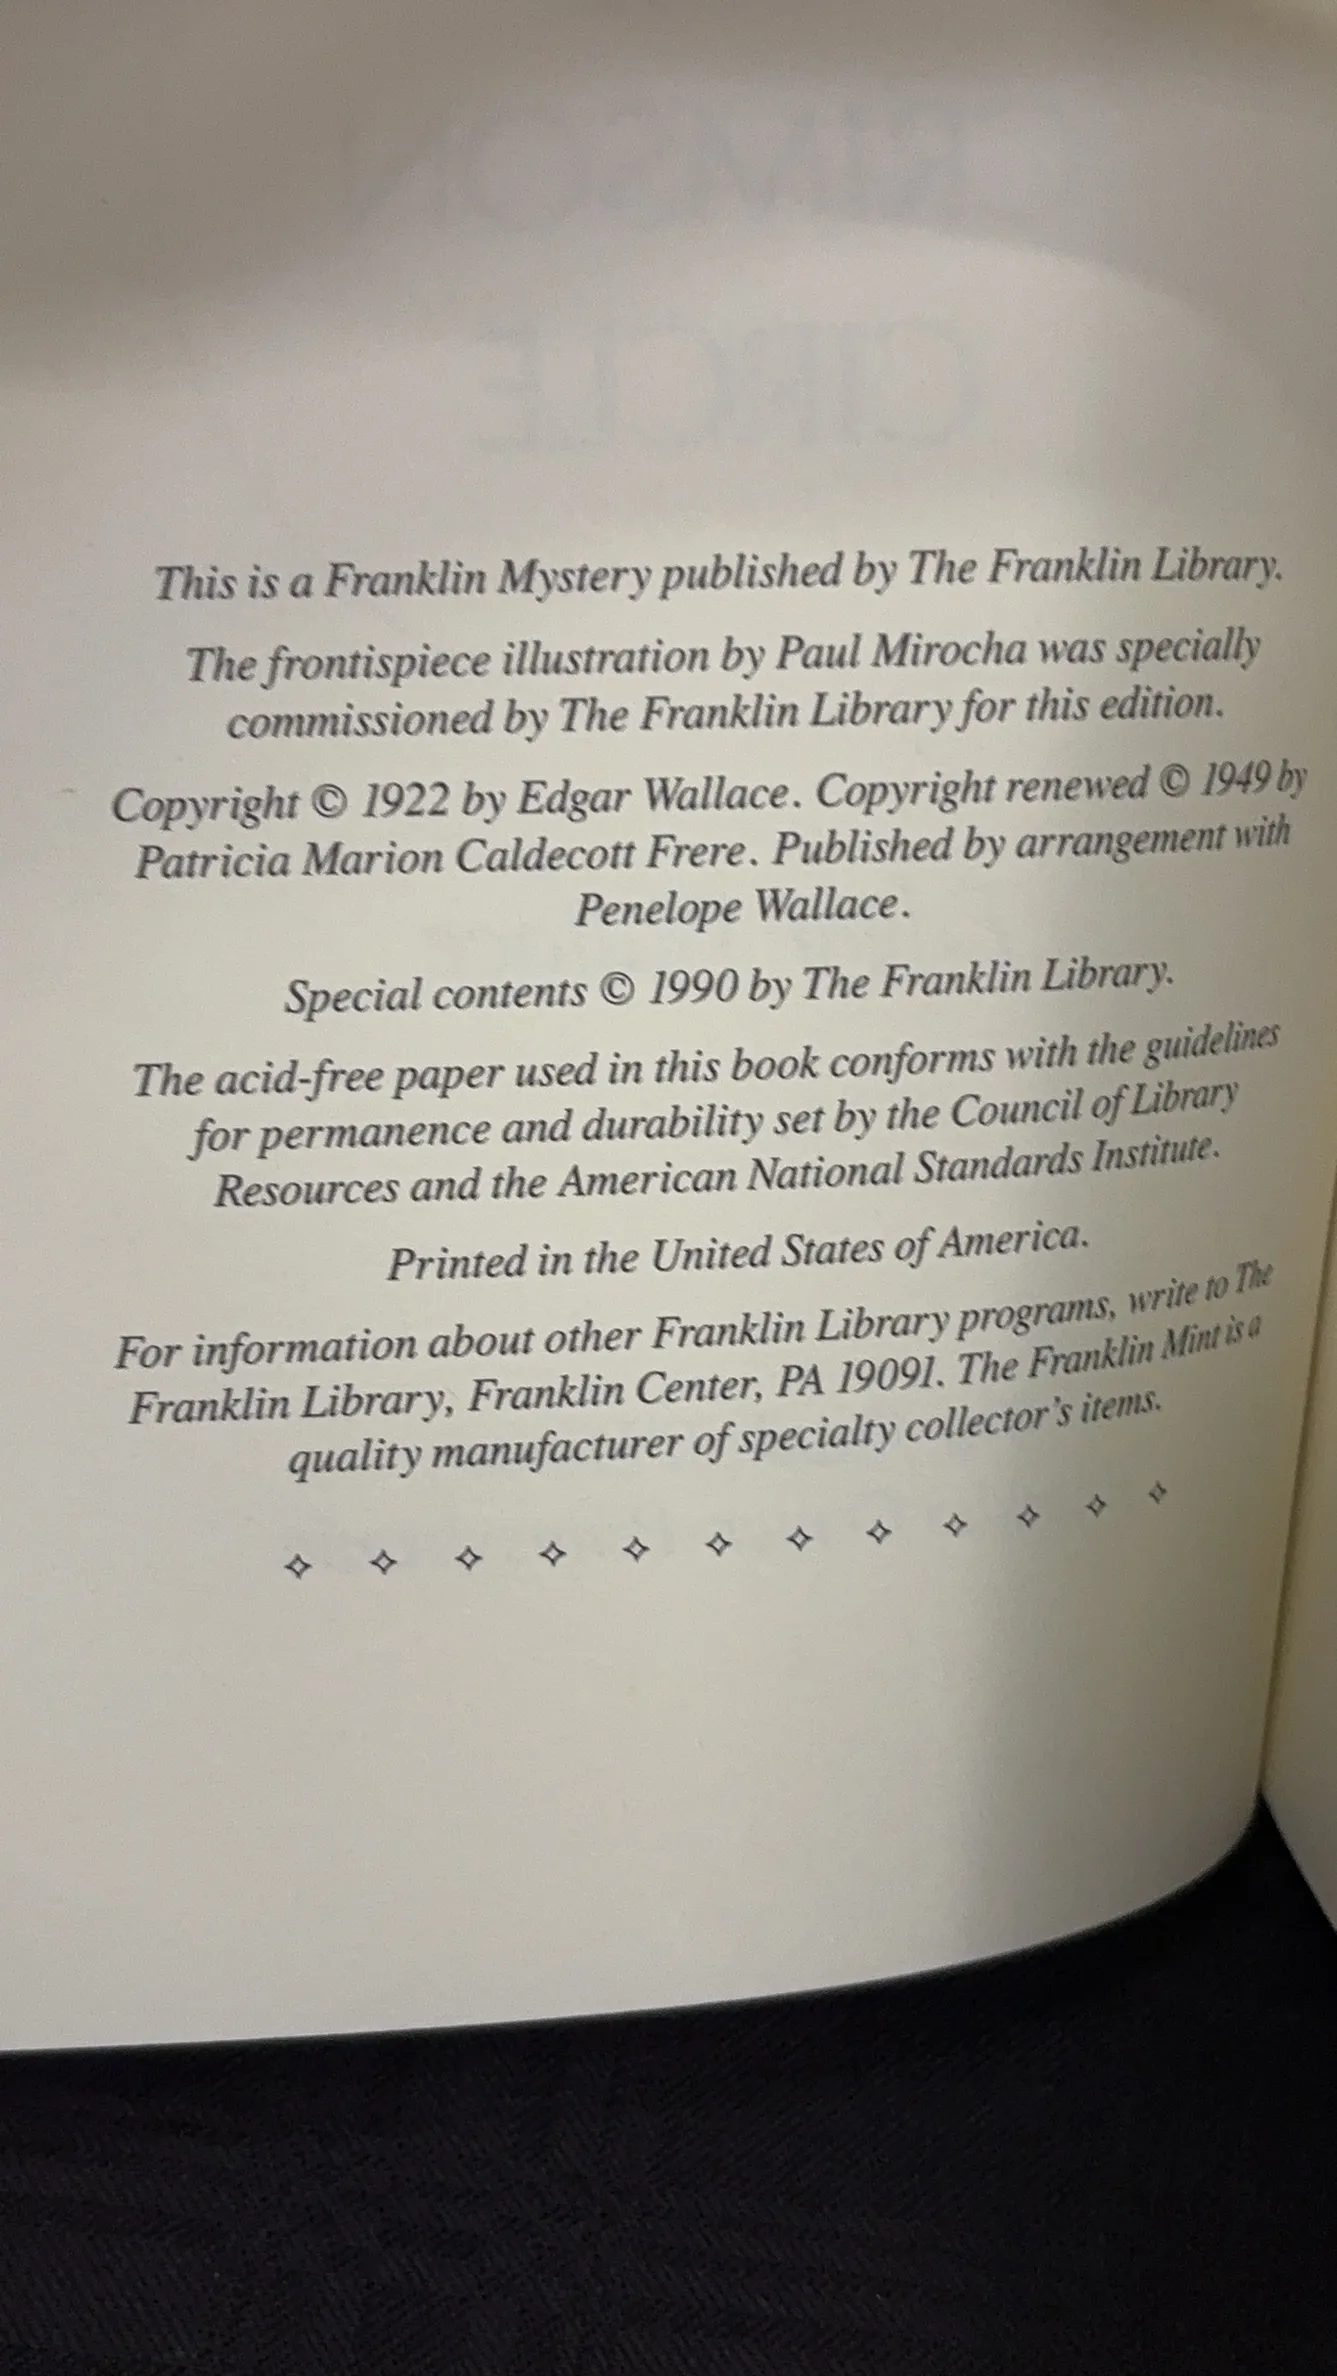 This is a Franklin Mystery published by The Franklin Library.
The frontispiece illustration by Paul Mirocha was specially
commissioned by The Franklin Library for this edition.
Copyright © 1922 by Edgar Wallace. Copyright renewed © 1949 by
Patricia Marion Caldecott Frere. Published by arrangement with
Penelope Wallace.
Special contents © 1990 by The Franklin Library.
The acid-free paper used in this book conforms with the guidelines
for permanence and durability set by the Council of Library
Resources and the American National Standards Institute.
Printed in the United States of America.
For information about other Franklin Library programs, write to The
Franklin Library, Franklin Center, PA 19091. The Franklin Mint is a
quality manufacturer of specialty collector's items.